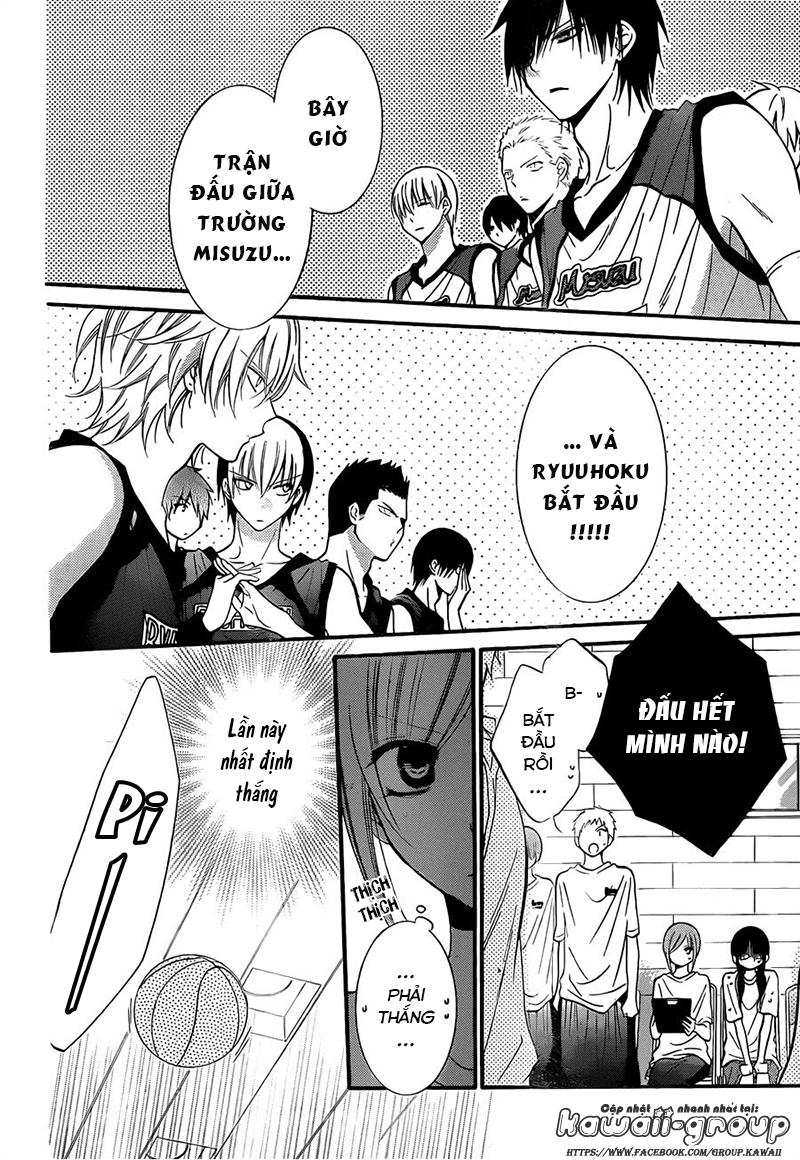 BÂY
GIỜ
TRẬN
ĐẤU GIỮA
TRƯỜNG
MISUZU...
MISUZU
... VÀ
RYUUHOKU
BẮT ĐẦU
!!!!!
ĐẤU HẾT
MÌNH NÀO!
B-
BẮT
ĐẦU RỒI
...
THỊCH
THỊCH
...
PHẢI
THẮNG
...
Lần này
nhất định
thắng
Pi
Cập nhật nhanh nhất tại:
kawaii-group
HTTPS://WWW.FACEBOOK.COM/GROUP.KAWAII